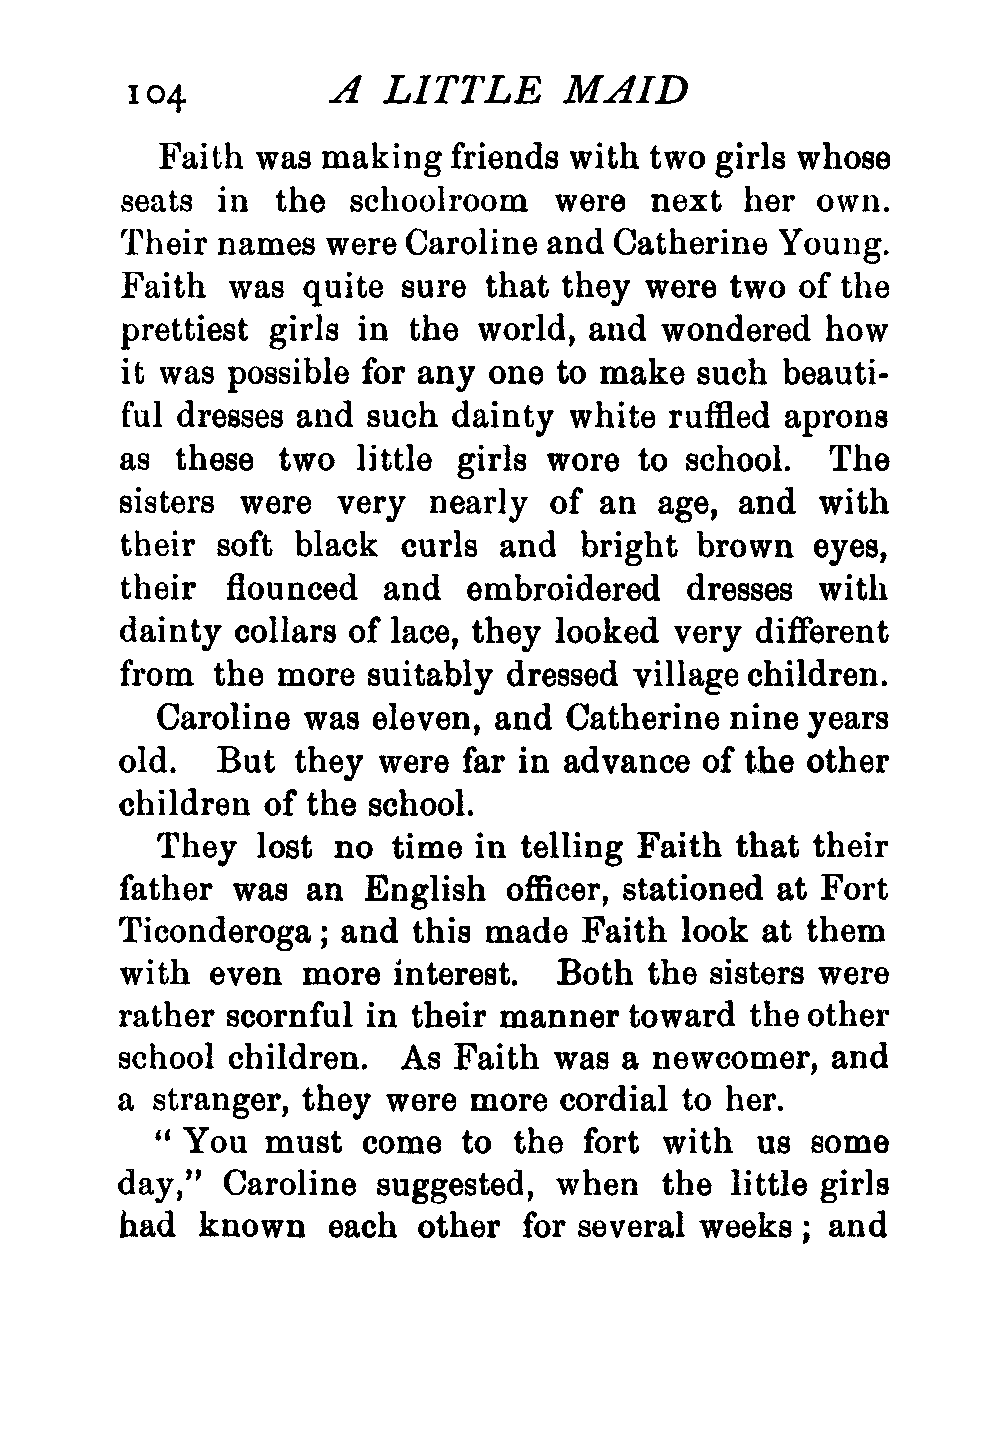 104 A LITTLE MAID
Faith was making friends with two girls whose
seats in the schoolroom were next her own.
Their names were Caroline and Catherine Young.
Faith was quite sure that they were two of the
prettiest girls in the world, and wondered how
it was possible for any one to make such beauti-
ful dresses and such dainty white ruffled aprons
as these two little girls wore to school. The
sisters were very nearly of an age, and with
their soft black curls and bright brown eyes,
their flounced and embroidered dresses with
dainty collars of lace, they looked very different
from the more suitably dressed village children.
Caroline was eleven, and Catherine nine years
old. But they were far in advance of the other
children of the school.
They lost no time in telling Faith that their
father was an English officer, stationed at Fort
Ticonderoga ; and this made Faith look at them
with even more interest. Both the sisters were
rather scornful in their manner toward the other
school children. As Faith was a newcomer, and
a stranger, they were more cordial to her.
“ You must come to the fort with us some
day,” Caroline suggested, when the little girls
had known each other for several weeks ; and